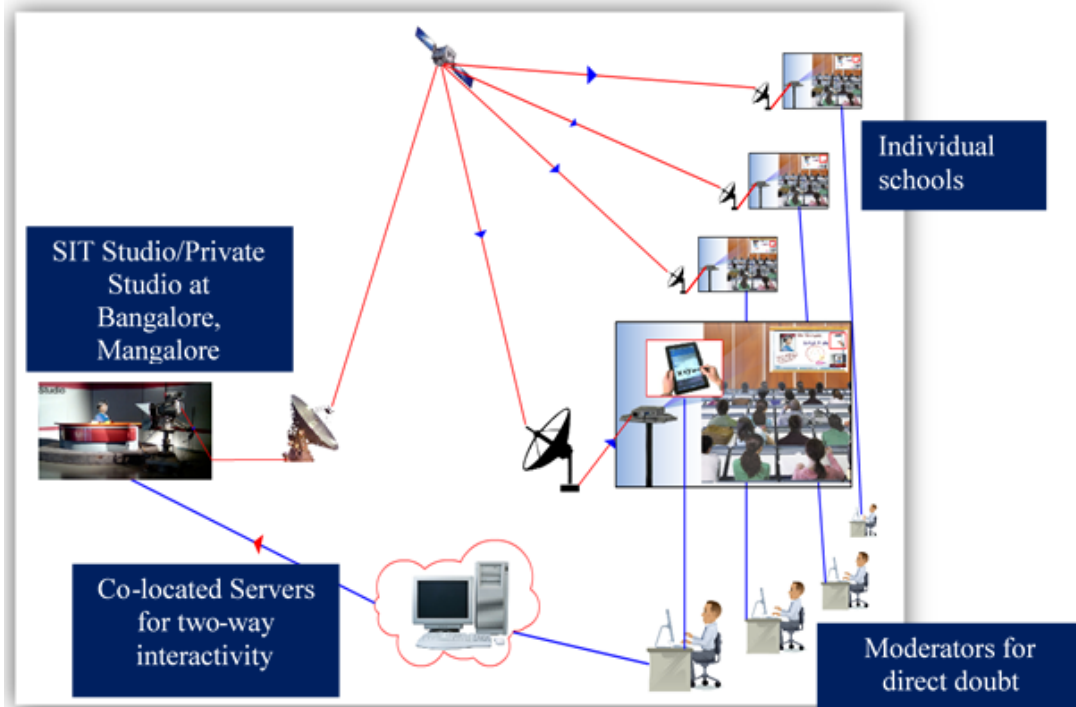 Individual
schools
SIT Studio/Private
Studio at
Bangalore,
Mangalore
Studio
Co-located Servers
for two-way
interactivity
Moderators for
direct doubt